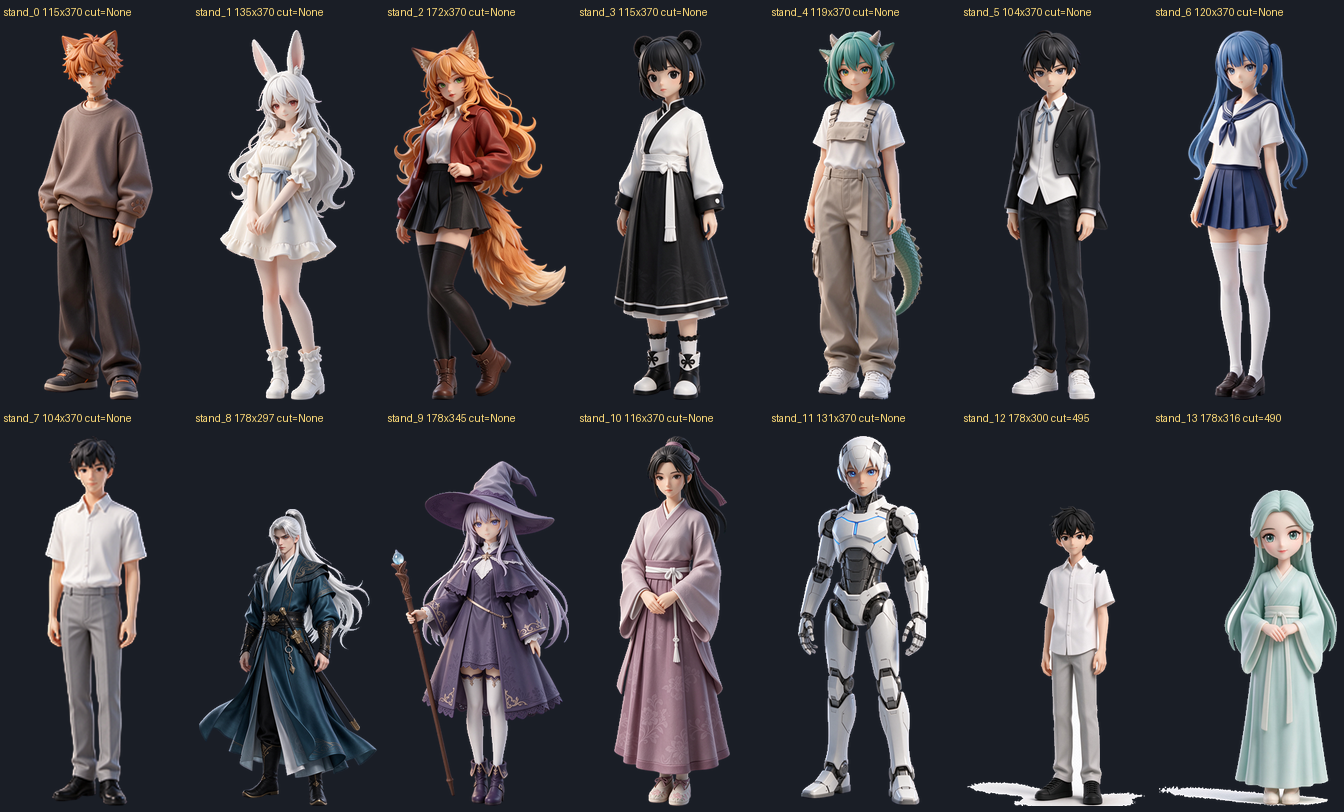 stand_0 115x370 cut=None
stand_1 135x370 cut=None
stand_2 172x370 cut=None
stand_3 115x370 cut=None
stand_4 119x370 cut=None
stand_5 104x370 cut=None
stand_6 120x370 cut=None
stand_7 104x370 cut=None
stand_8 178x297 cut=None
stand_9 178x345 cut=None
stand_10 116x370 cut=None
stand_11 131x370 cut=None
stand_12 178x300 cut=495
stand_13 178x316 cut=490